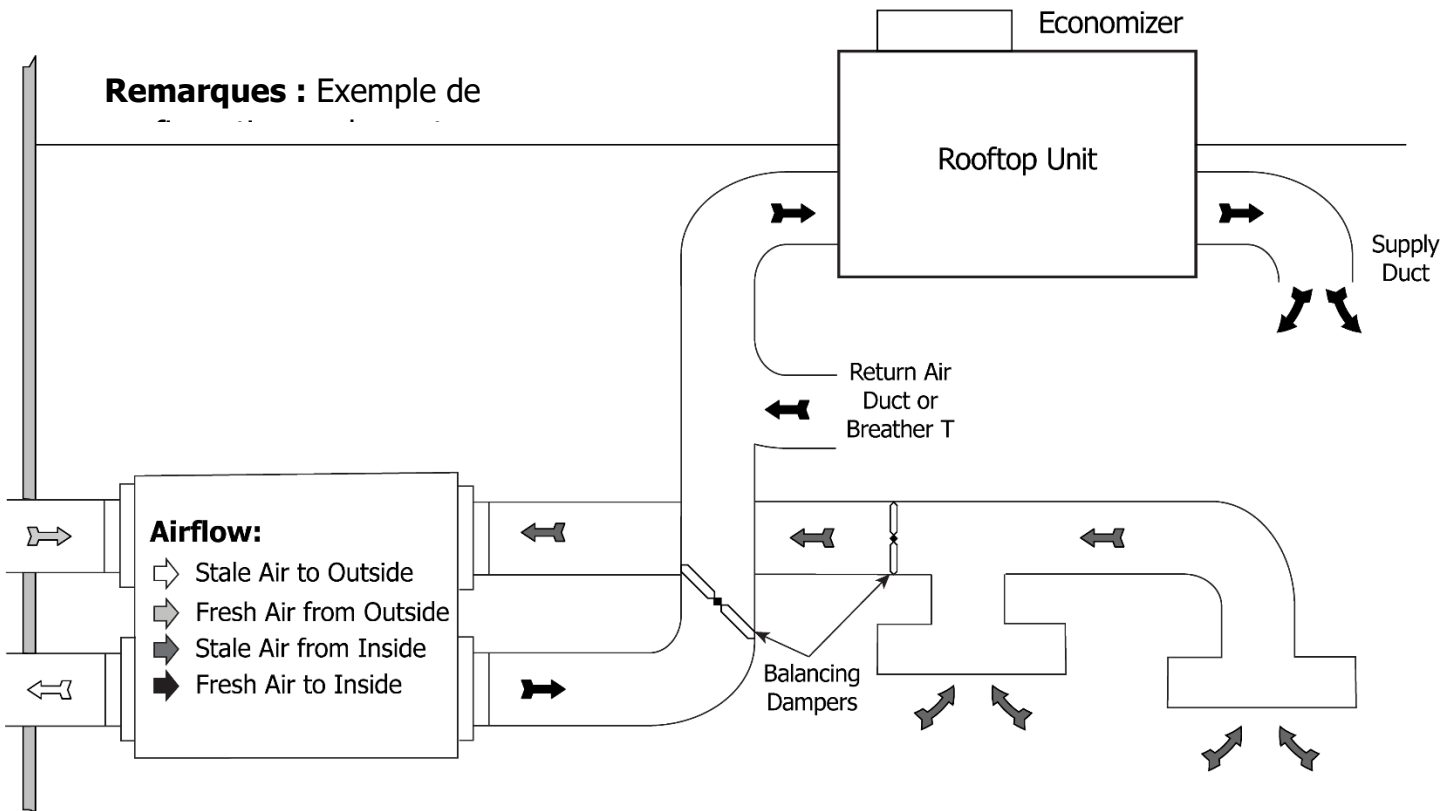 Economizer
Remarques : Exemple de
Rooftop Unit
Supply
Duct
Return Air
Duct or
Breather T
Airflow:
Stale Air to Outside
Fresh Air from Outside
Stale Air from Inside
Fresh Air to Inside
Balancing
Dampers